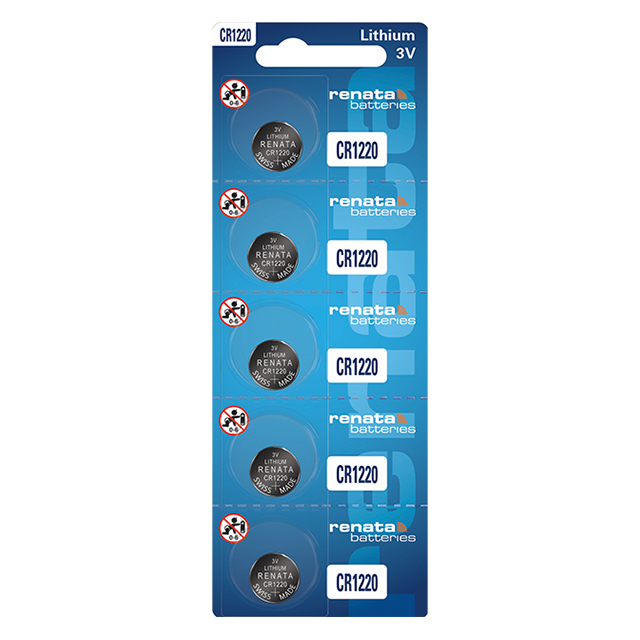 CR1220
Lithium
3V
0-6
renata
batteries
3V
LITHIUM
RENATA
CR1220
SWISS + MADE
CR1220
0-6
renata
batteries
3V
LITHIUM
RENATA
CR1220
SWISS + MADE
CR1220
0-6
renata
batteries
3V
LITHIUM
RENATA
CR1220
SWISS + MADE
CR1220
0-6
renata
batteries
3V
LITHIUM
RENATA
CR1220
SWISS + MADE
CR1220
0-6
renata
batteries
3V
LITHIUM
RENATA
CR1220
SWISS + MADE
CR1220
renata